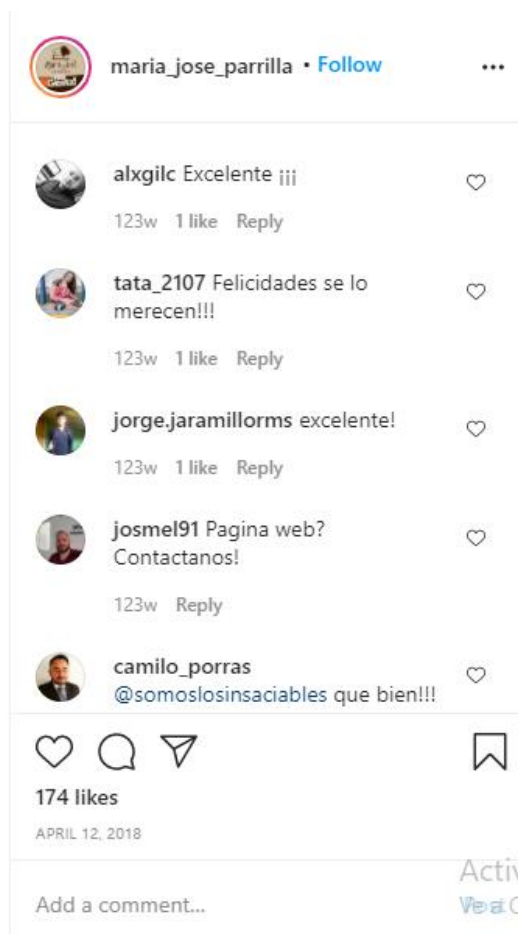 maria_jose_parrilla • Follow
alxgilc Excelente ¡¡¡
123w 1 like Reply
tata_2107 Felicidades se lo
merecen!!!
123w 1 like Reply
jorge.jaramillorms excelente!
123w 1 like Reply
josmel91 Pagina web?
Contactanos!
123w Reply
camilo_porras
@somoslosinsaciables que bien!!!
174 likes
APRIL 12, 2018
Add a comment...